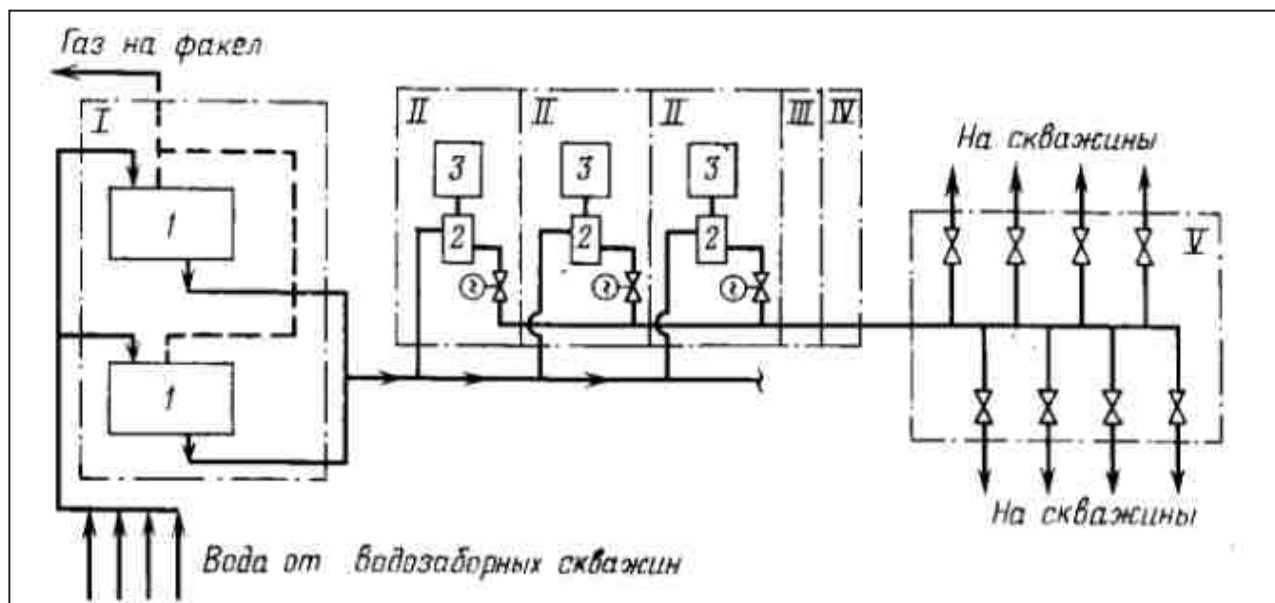 Газ на факел
I
II II II III IV
На скважины
3 3 3
1
2 2 2
V
1
На скважины
Вода от водозаборных скважин